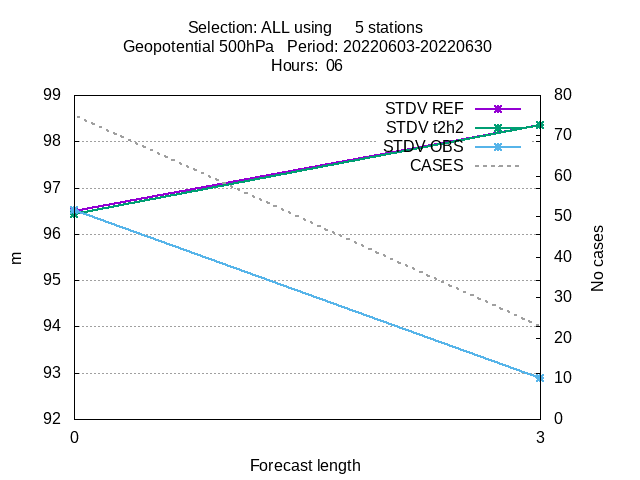 Selection: ALL using 5 stations
Geopotential 500hPa Period: 20220603-20220630
Hours: 06
99
98
97
96
95
94
93
92
80
70
60
50
40
30
20
10
0
STDV REF
STDV t2h2
STDV OBS
CASES
m
No cases
0
3
Forecast length